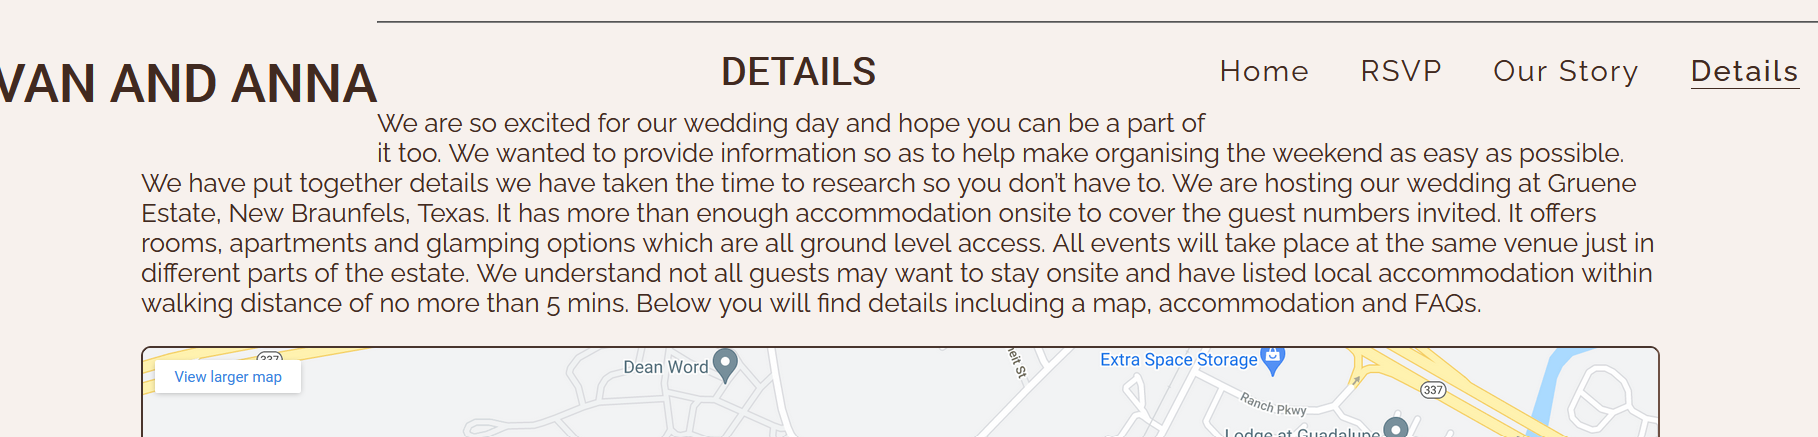 VAN AND ANNA
DETAILS
Home
RSVP
Our Story
Details
We are so excited for our wedding day and hope you can be a part of
it too. We wanted to provide information so as to help make organising the weekend as easy as possible.
We have put together details we have taken the time to research so you don't have to. We are hosting our wedding at Gruene
Estate, New Braunfels, Texas. It has more than enough accommodation onsite to cover the guest numbers invited. It offers
rooms, apartments and glamping options which are all ground level access. All events will take place at the same venue just in
different parts of the estate. We understand not all guests may want to stay onsite and have listed local accommodation within
walking distance of no more than 5 mins. Below you will find details including a map, accommodation and FAQs.
337
View larger map
Dean Word
St
Extra Space Storage
337
Ranch Pkwy
Lodge at Guadalupe